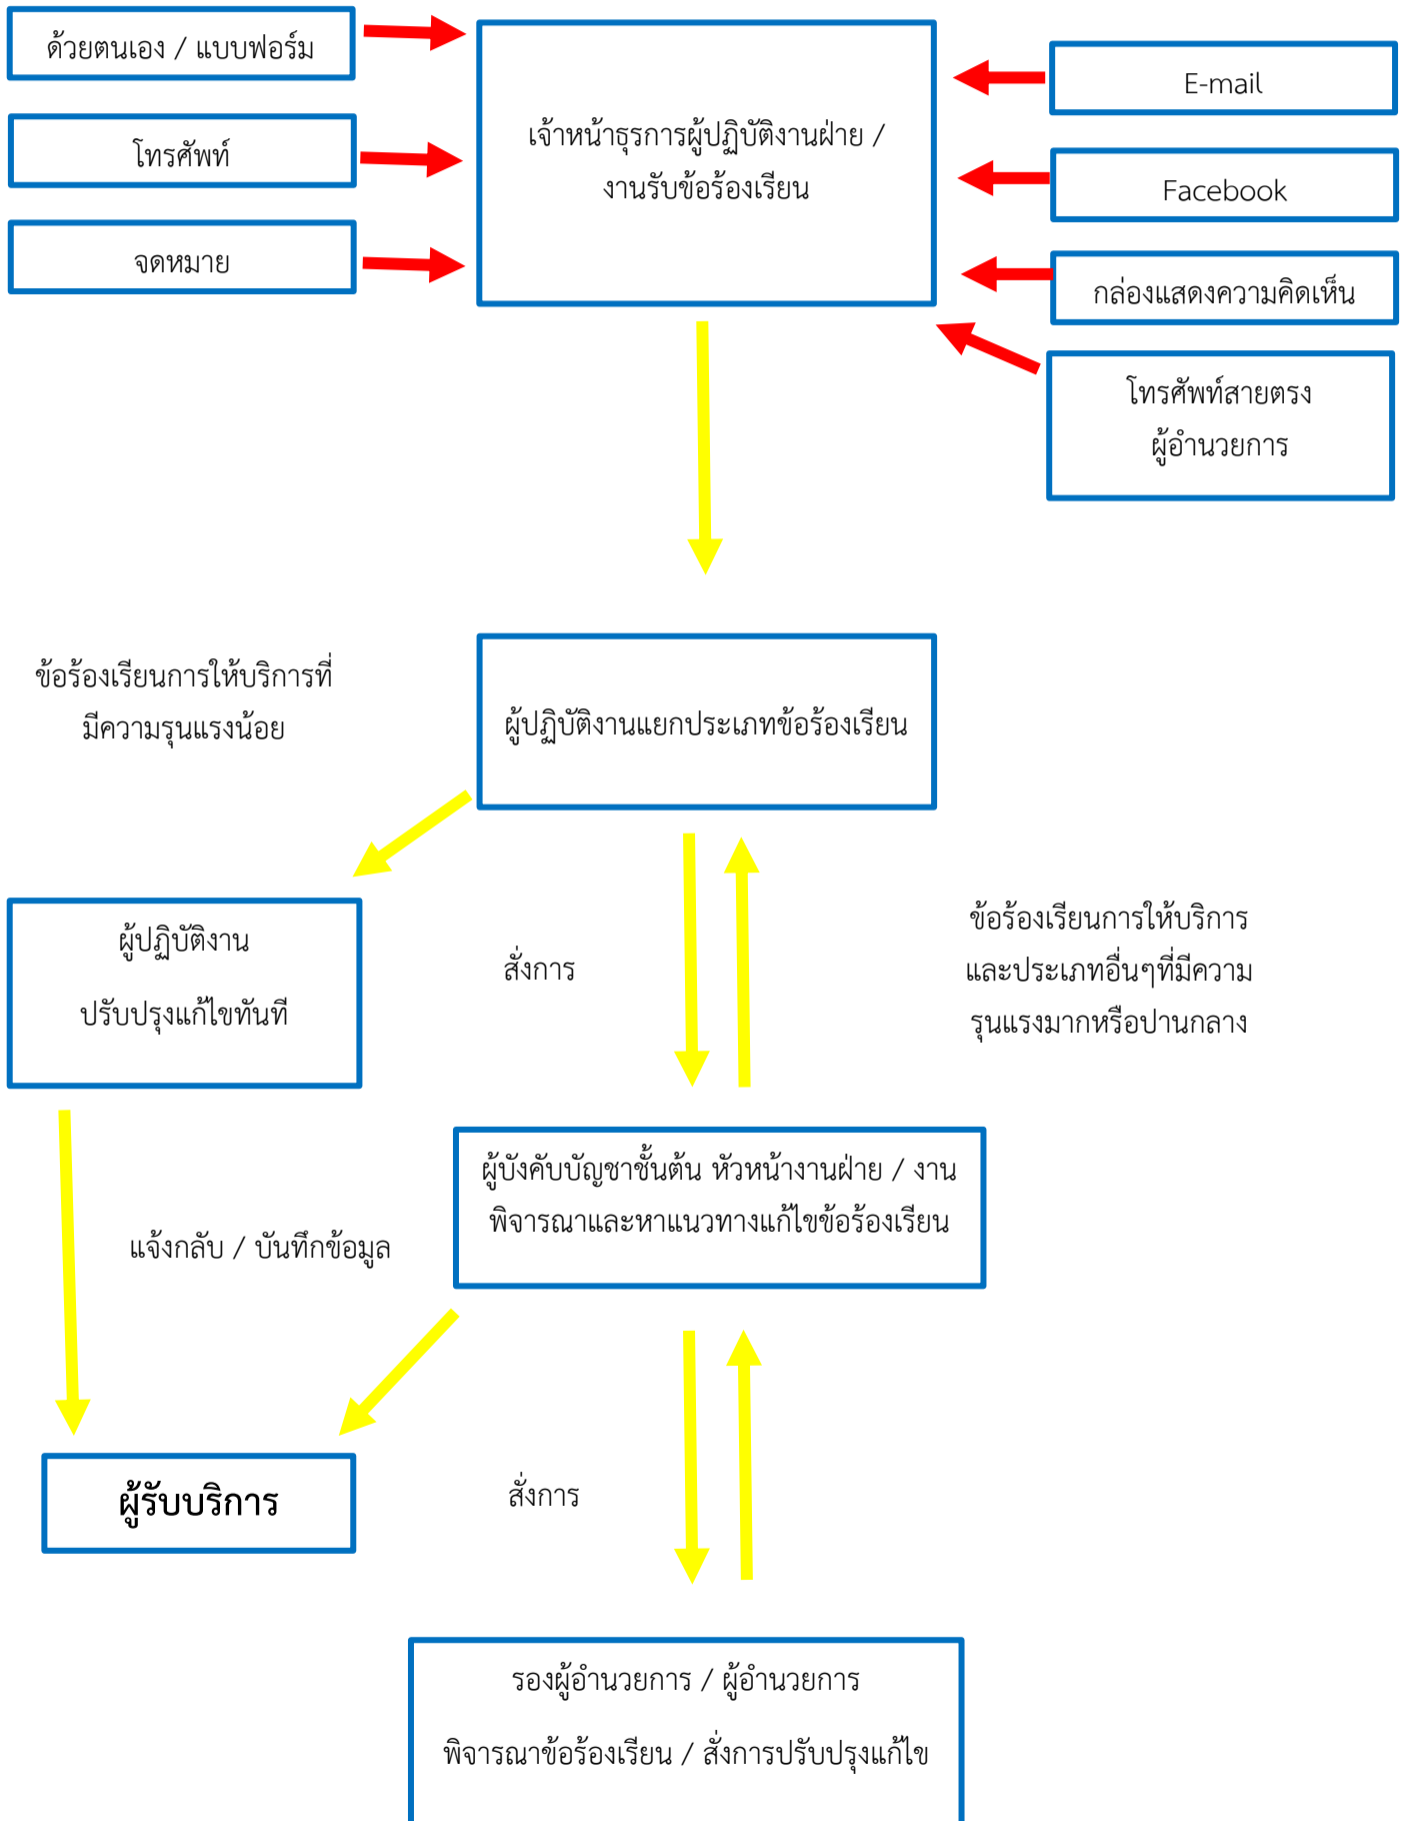 ด้วยตนเอง / แบบฟอร์ม
โทรศัพท์
จดหมาย
เจ้าหน้าธุรการผู้ปฏิบัติงานฝ่าย /
งานรับข้อร้องเรียน
E-mail
Facebook
กล่องแสดงความคิดเห็น
โทรศัพท์สายตรง
ผู้อำนวยการ
ข้อร้องเรียนการให้บริการที่
มีความรุนแรงน้อย
ผู้ปฏิบัติงานแยกประเภทข้อร้องเรียน
ผู้ปฏิบัติงาน
ปรับปรุงแก้ไขทันที
สั่งการ
ข้อร้องเรียนการให้บริการ
และประเภทอื่นๆที่มีความ
รุนแรงมากหรือปานกลาง
ผู้บังคับบัญชาชั้นต้น หัวหน้างานฝ่าย / งาน
พิจารณาและหาแนวทางแก้ไขข้อร้องเรียน
แจ้งกลับ / บันทึกข้อมูล
ผู้รับบริการ
สั่งการ
รองผู้อำนวยการ / ผู้อำนวยการ
พิจารณาข้อร้องเรียน / สั่งการปรับปรุงแก้ไข